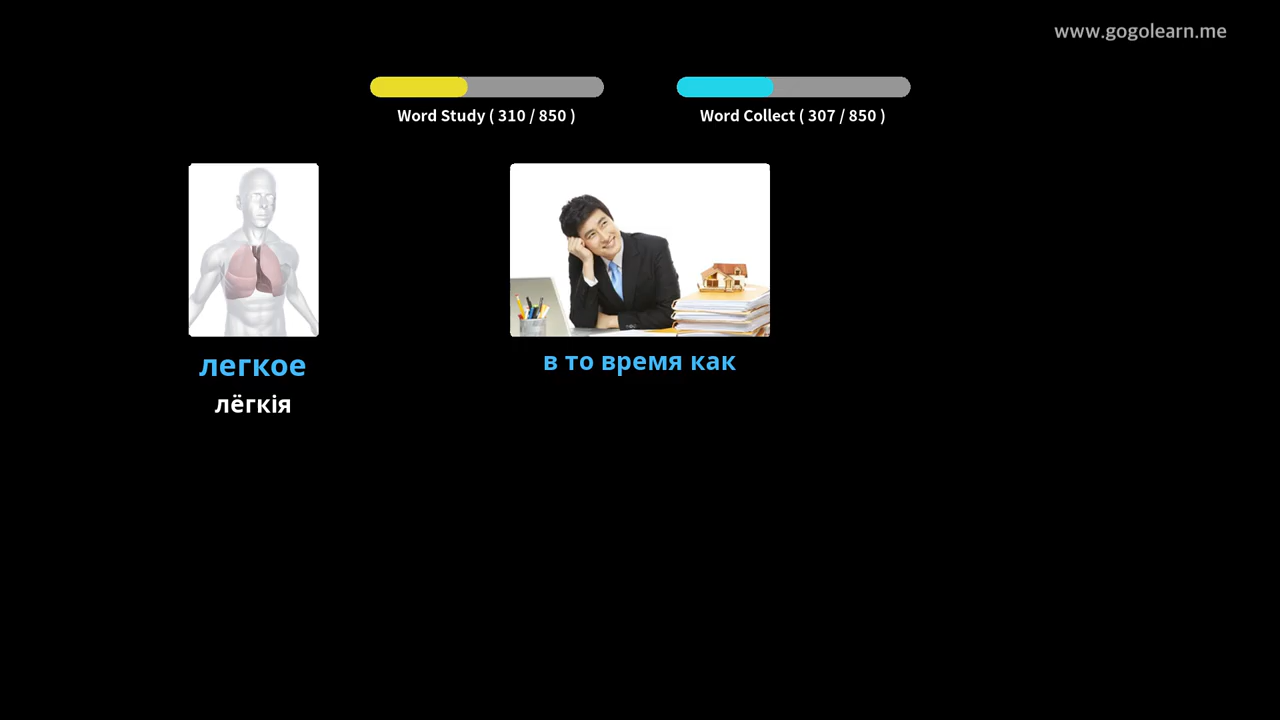 www.gogolearn.me
Word Study ( 310 / 850 )
Word Collect ( 307 / 850 )
легкое
лёгкія
в то время как